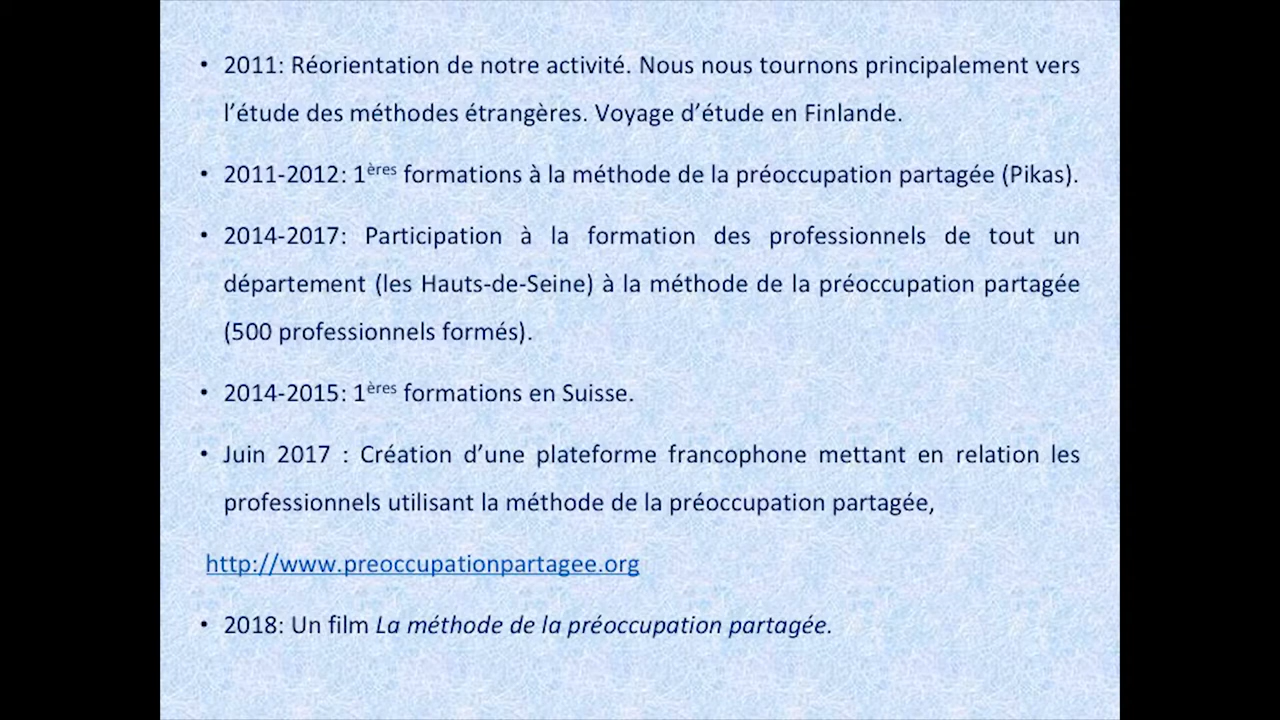 • 2011: Réorientation de notre activité. Nous nous tournons principalement vers
l’étude des méthodes étrangères. Voyage d’étude en Finlande.
• 2011-2012: 1ères formations à la méthode de la préoccupation partagée (Pikas).
• 2014-2017: Participation à la formation des professionnels de tout un
département (les Hauts-de-Seine) à la méthode de la préoccupation partagée
(500 professionnels formés).
• 2014-2015: 1ères formations en Suisse.
• Juin 2017 : Création d’une plateforme francophone mettant en relation les
professionnels utilisant la méthode de la préoccupation partagée,
http://www.preoccupationpartagee.org
• 2018: Un film La méthode de la préoccupation partagée.